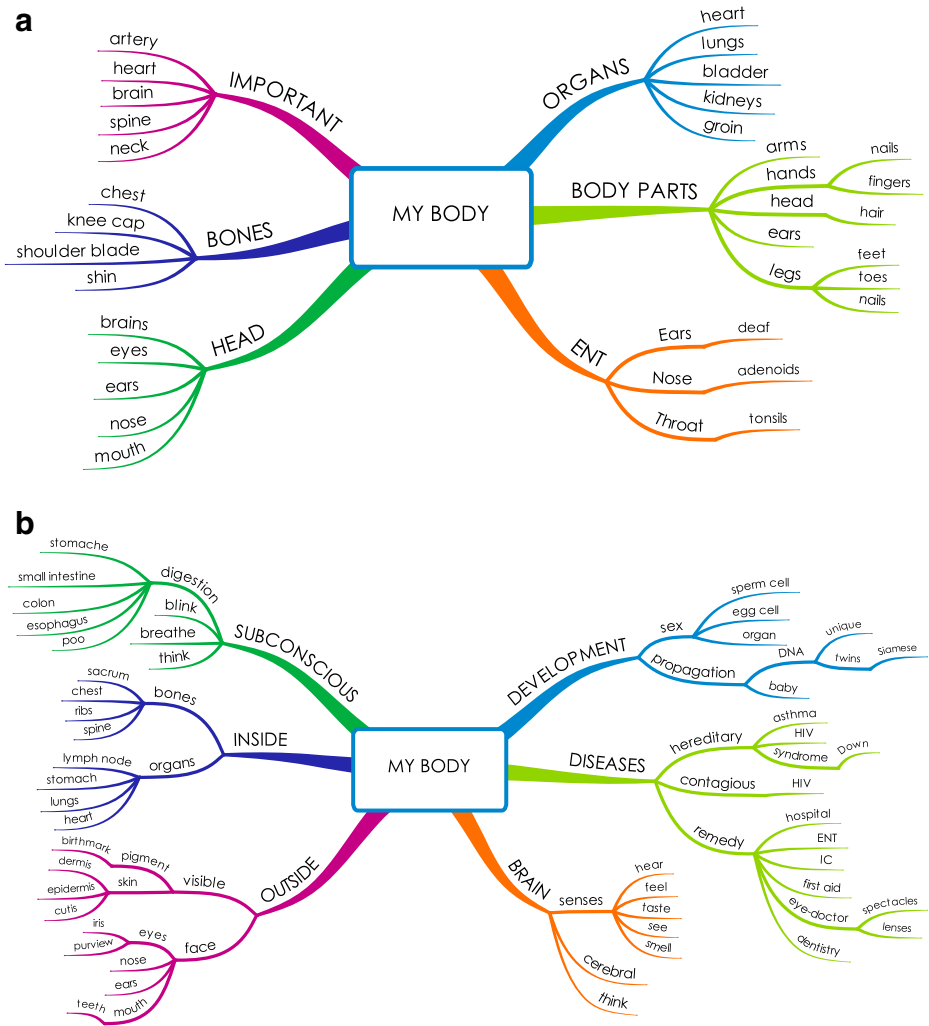 a
artery
heart
brain
spine
neck
IMPORTANT
chest
knee cap
shoulder blade
shin
BONES
brains
eyes
ears
nose
mouth
HEAD
MY BODY
ORGANS
heart
lungs
bladder
kidneys
groin
BODY PARTS
arms
hands
nails
fingers
head
hair
ears
legs
feet
toes
nails
ENT
Ears
deaf
Nose
adenoids
Throat
tonsils
b
stomache
small intestine
colon
esophagus
poo
digestion
blink
breathe
think
SUBCONSCIOUS
sacrum
chest
ribs
spine
bones
INSIDE
lymph node
stomach
lungs
heart
organs
birthmark
pigment
dermis
epidermis
cutis
skin
visible
OUTSIDE
iris
purview
eyes
nose
ears
teeth
mouth
face
MY BODY
DEVELOPMENT
sex
sperm cell
egg cell
organ
propagation
DNA
unique
twins
Siamese
baby
DISEASES
hereditary
asthma
HIV
syndrome
Down
contagious
HIV
remedy
hospital
ENT
IC
first aid
eye-doctor
spectacles
lenses
dentistry
BRAIN
senses
hear
feel
taste
see
smell
cerebral
think